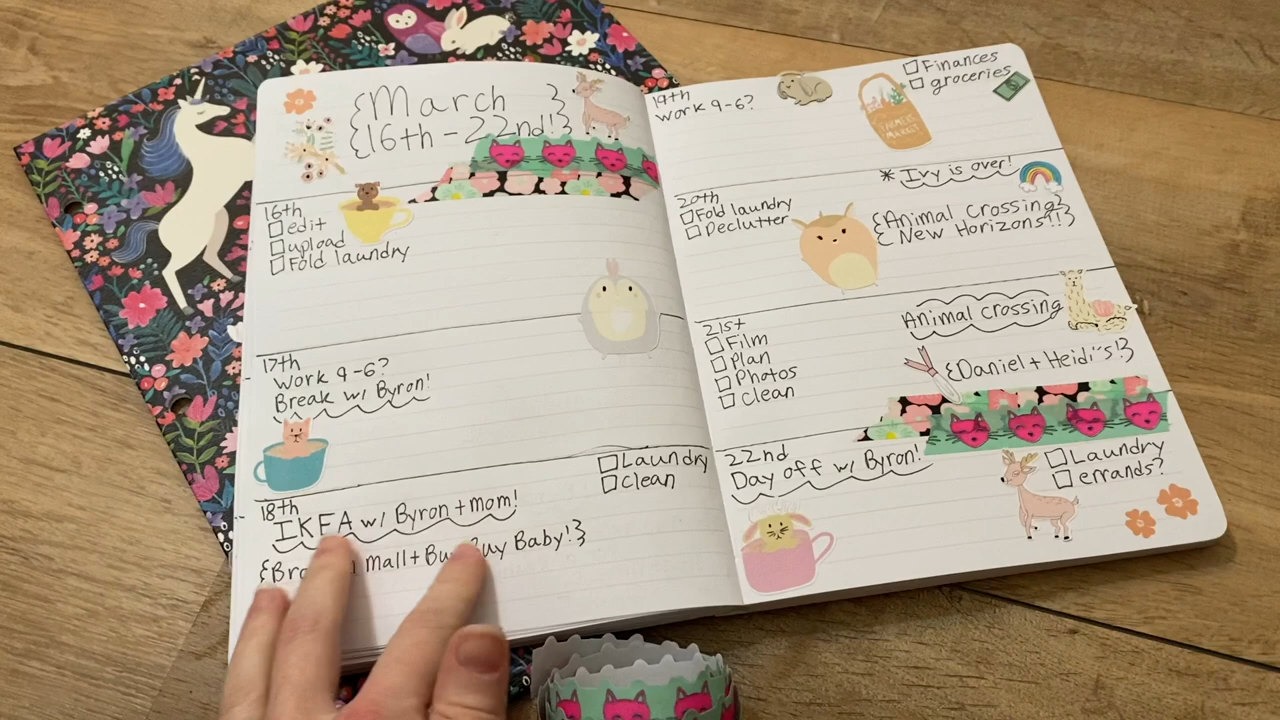 {March }
{16th - 22nd!}
16th
edit
upload
Fold laundry
17th
Work 9-6?
Break w/ Byron!
18th
Laundry
clean
IKEA w/ Byron + mom!
Mall + Buy Baby!}
19th
Work 9-6?
FARMERS
MARKET
Finances
groceries
* Ivy is over!
20th
Fold laundry
Declutter
{Animal Crossing}
{ New Horizons!!}
21st
Film
Plan
Photos
Clean
Animal crossing
{Daniel + Heidi's!}
22nd
Day off w/ Byron!
Laundry
errands?